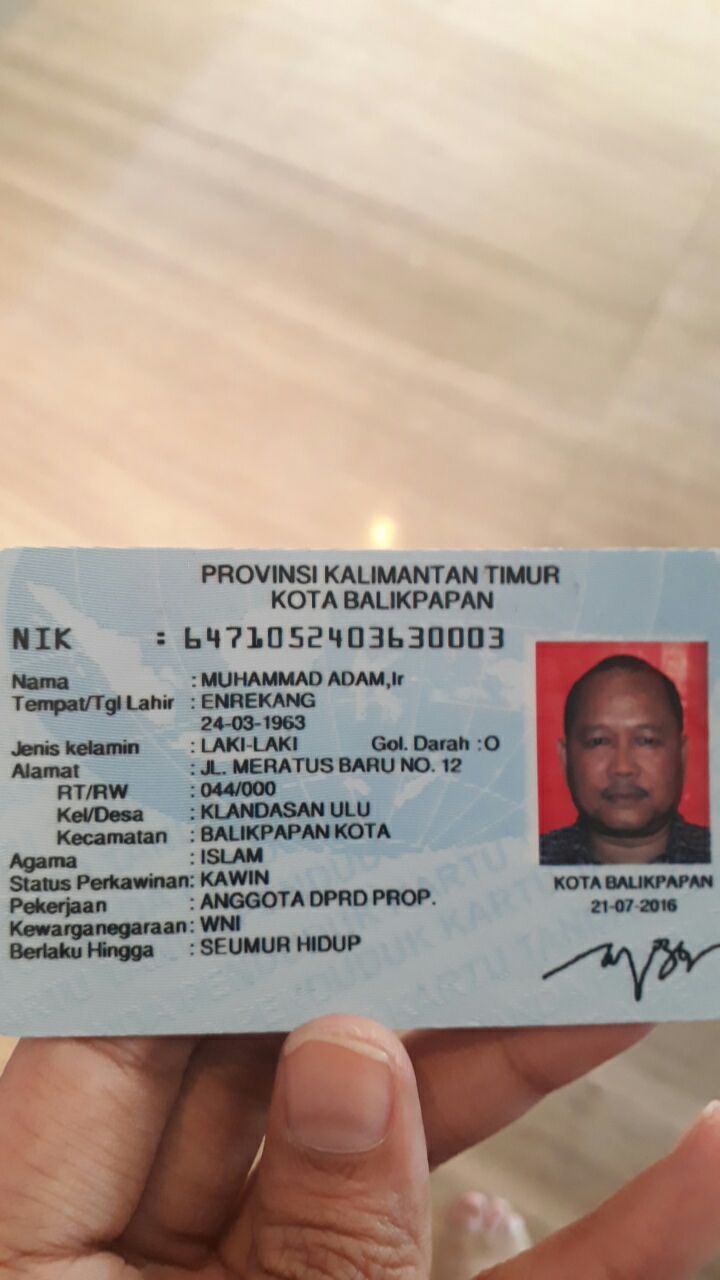 PROVINSI KALIMANTAN TIMUR
KOTA BALIKPAPAN
NIK : 6471052403630003
Nama : MUHAMMAD ADAM,Ir
Tempat/Tgl Lahir : ENREKANG
24-03-1963
Jenis kelamin : LAKI-LAKI Gol. Darah :O
Alamat : JL. MERATUS BARU NO. 12
RT/RW : 044/000
Kel/Desa : KLANDASAN ULU
Kecamatan : BALIKPAPAN KOTA
Agama : ISLAM
Status Perkawinan: KAWIN
Pekerjaan : ANGGOTA DPRD PROP.
Kewarganegaraan: WNI
Berlaku Hingga : SEUMUR HIDUP
KOTA BALIKPAPAN
21-07-2016